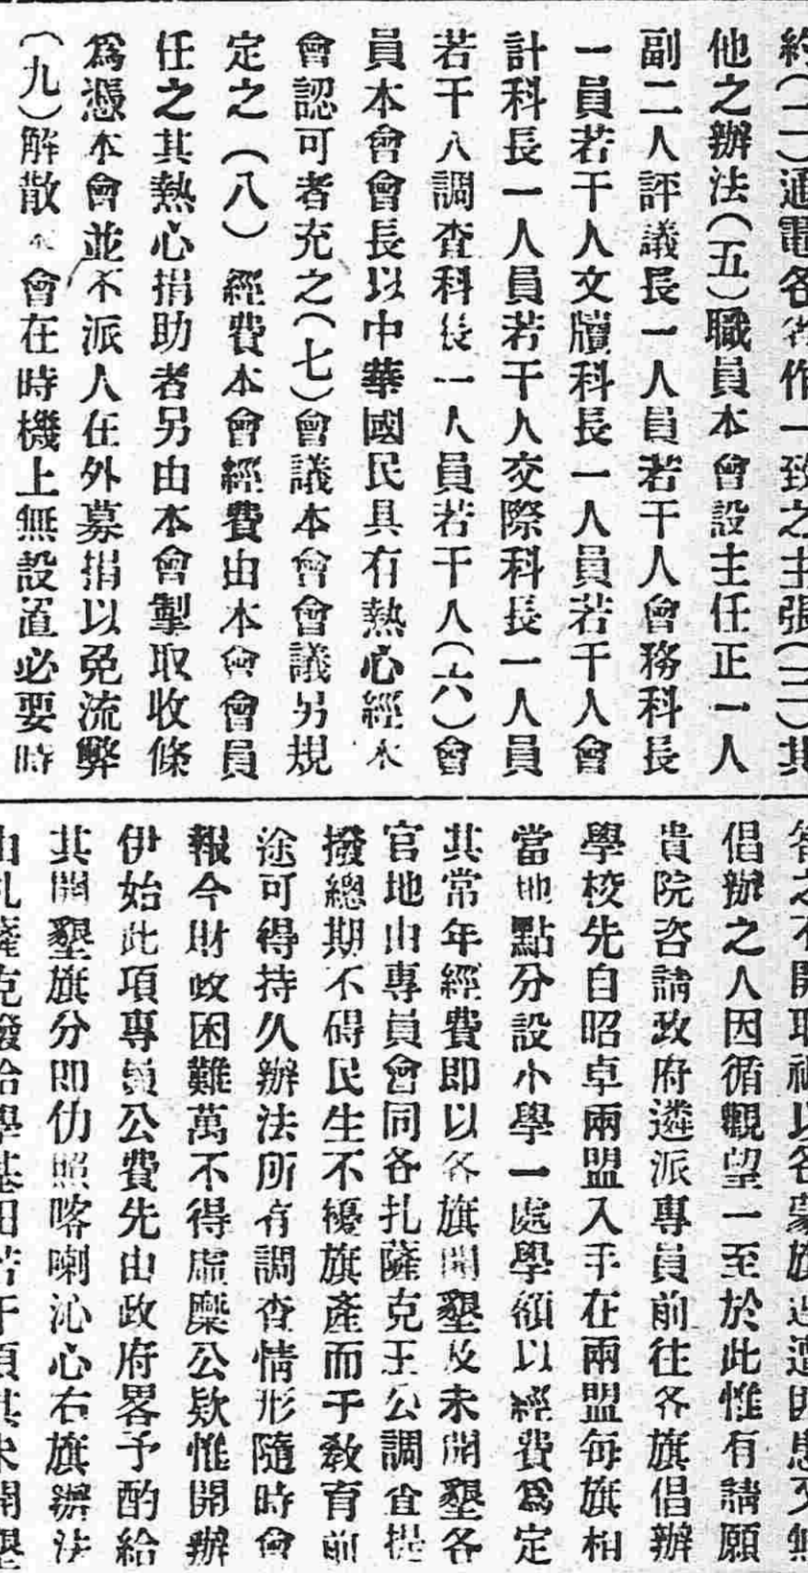 約(二)通電各省作一致之主張(三)其
他之辦法(五)職員本會設主任正一人
副二人評議長一人員若干人會務科長
一員若干人文牘科長一人員若干人會
計科長一人員若干人交際科長一人員
若干人調查科長一人員若干人(六)會
員本會會長以中華國民具有熱心經本
會認可者充之(七)會議本會會議另規
定之(八)經費本會經費由本會會員
任之其熱心捐助者另由本會掣取收條
為憑本會並不派人在外募捐以免流弊
(九)解散本會在時機上無設置必要時
倡辦之人因循觀望一至於此惟有請願
貴院咨請政府遴派專員前往各旗倡辦
學校先自昭卓兩盟入手在兩盟每旗相
當地點分設小學一處學額以經費為定
其常年經費即以各旗開墾及未開墾各
官地由專員會同各扎薩克王公調查提
撥總期不碍民生不擾旗產而于教育前
途可得持久辦法所有調查情形隨時會
報今財政困難萬不得虛糜公欵惟開辦
伊始此項專員公費先由政府畧予酌給
其開墾旗分即仂照喀喇沁心右旗辦法